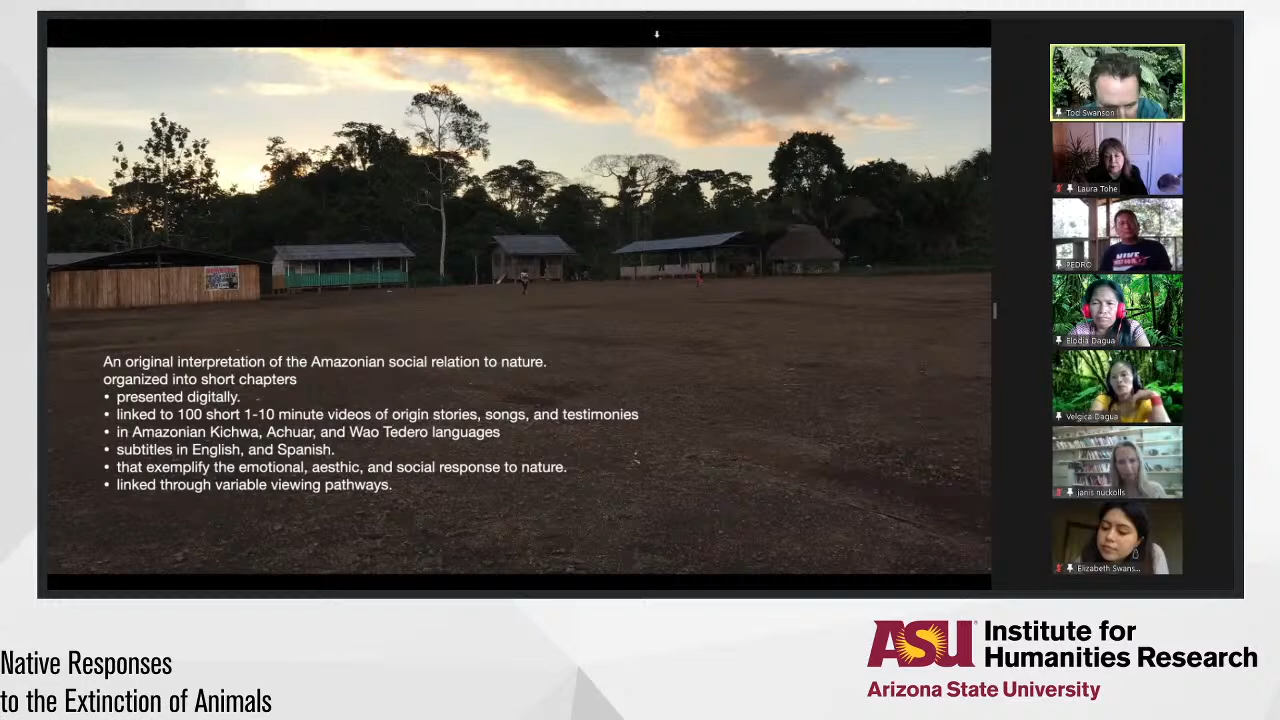 An original interpretation of the Amazonian social relation to nature.
organized into short chapters
• presented digitally.
• linked to 100 short 1-10 minute videos of origin stories, songs, and testimonies
• in Amazonian Kichwa, Achuar, and Wao Tedero languages
• subtitles in English, and Spanish.
• that exemplify the emotional, aesthic, and social response to nature.
• linked through variable viewing pathways.
Tod Swanson
Laura Tohe
PEDRO
NIKE
Elodia Dagua
Velgica Dagua
janis nuckolls
Elizabeth Swans...
Native Responses
to the Extinction of Animals
ASU Institute for
Humanities Research
Arizona State University